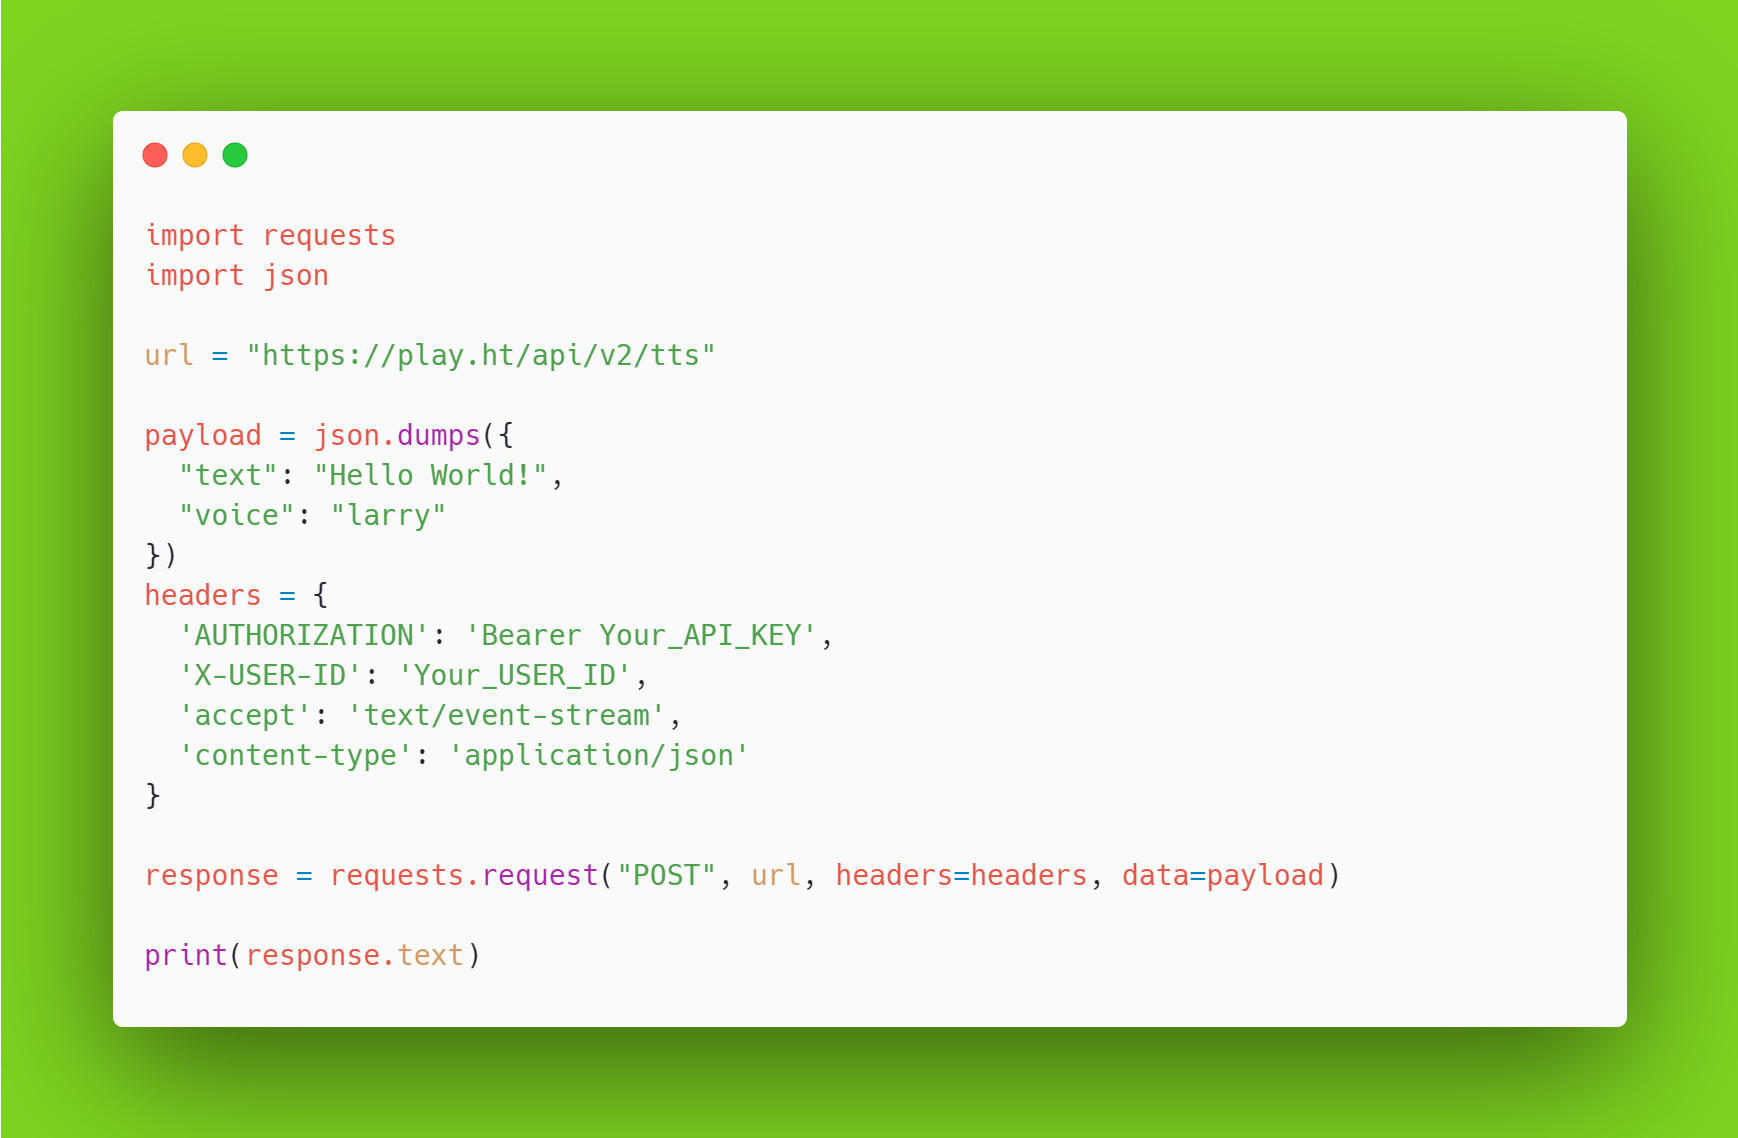 import requests
import json

url = "https://play.ht/api/v2/tts"

payload = json.dumps({
  "text": "Hello World!",
  "voice": "larry"
})
headers = {
  'AUTHORIZATION': 'Bearer Your_API_KEY',
  'X-USER-ID': 'Your_USER_ID',
  'accept': 'text/event-stream',
  'content-type': 'application/json'
}

response = requests.request("POST", url, headers=headers, data=payload)

print(response.text)